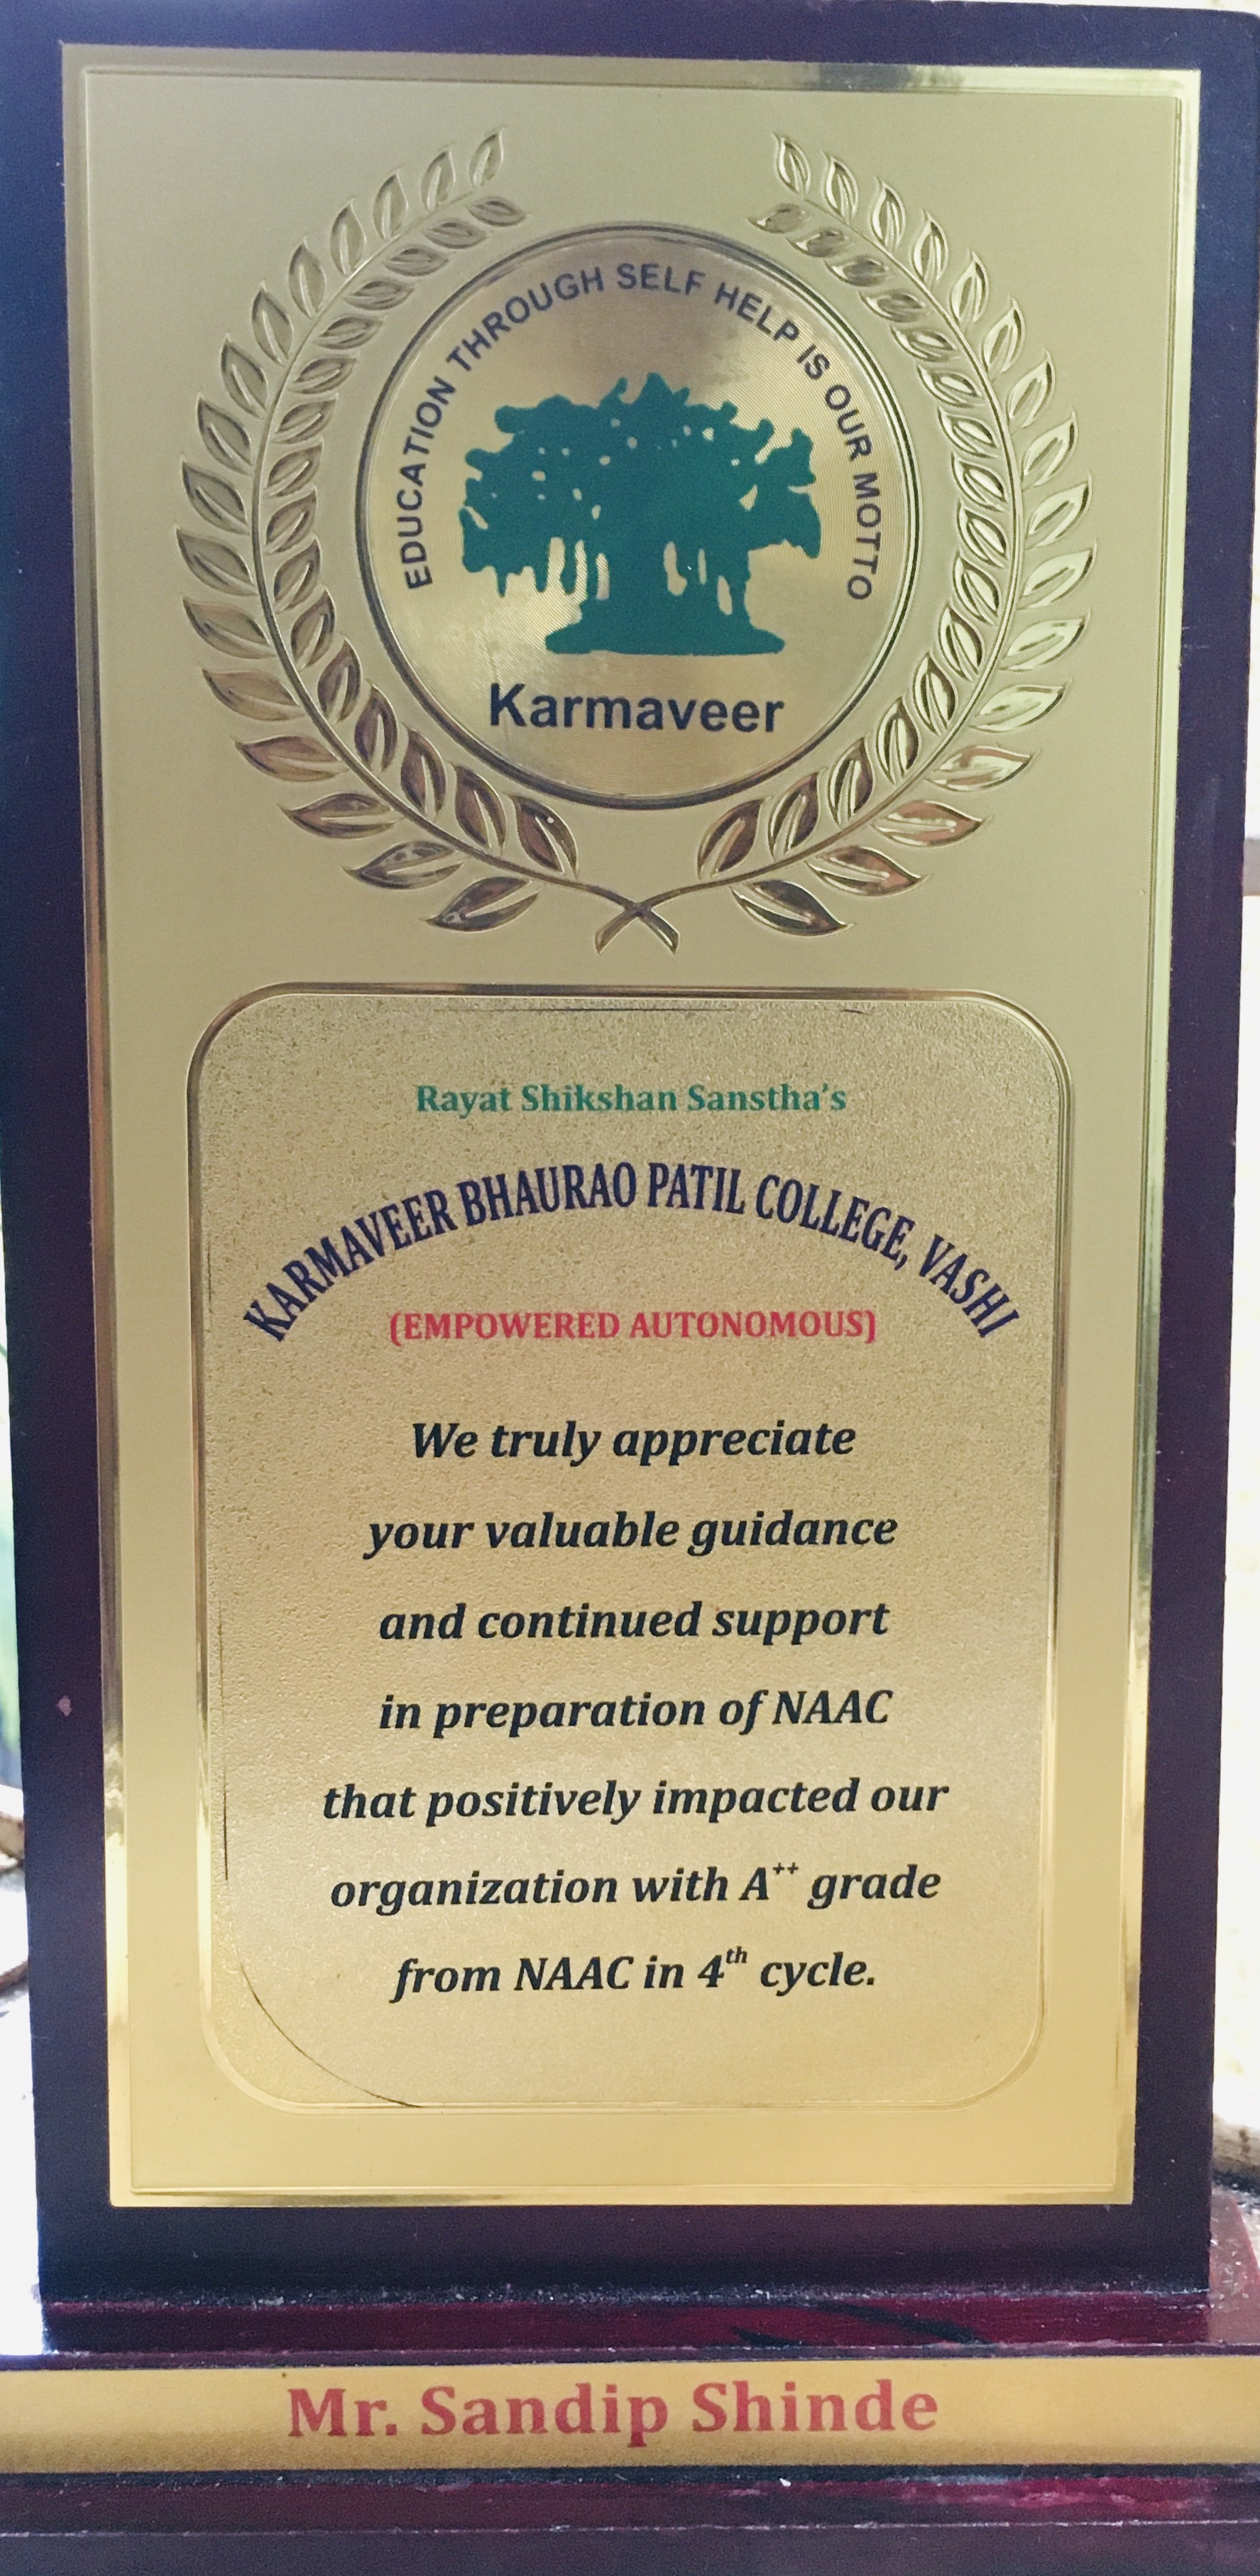 EDUCATION THROUGH SELF HELP IS OUR MOTTO
Karmaveer
Rayat Shikshan Sanstha's
KARMAVEER BHAURAO PATIL COLLEGE, VASHI
(EMPOWERED AUTONOMOUS)
We truly appreciate
your valuable guidance
and continued support
in preparation of NAAC
that positively impacted our
organization with A++ grade
from NAAC in 4th cycle.
Mr. Sandip Shinde